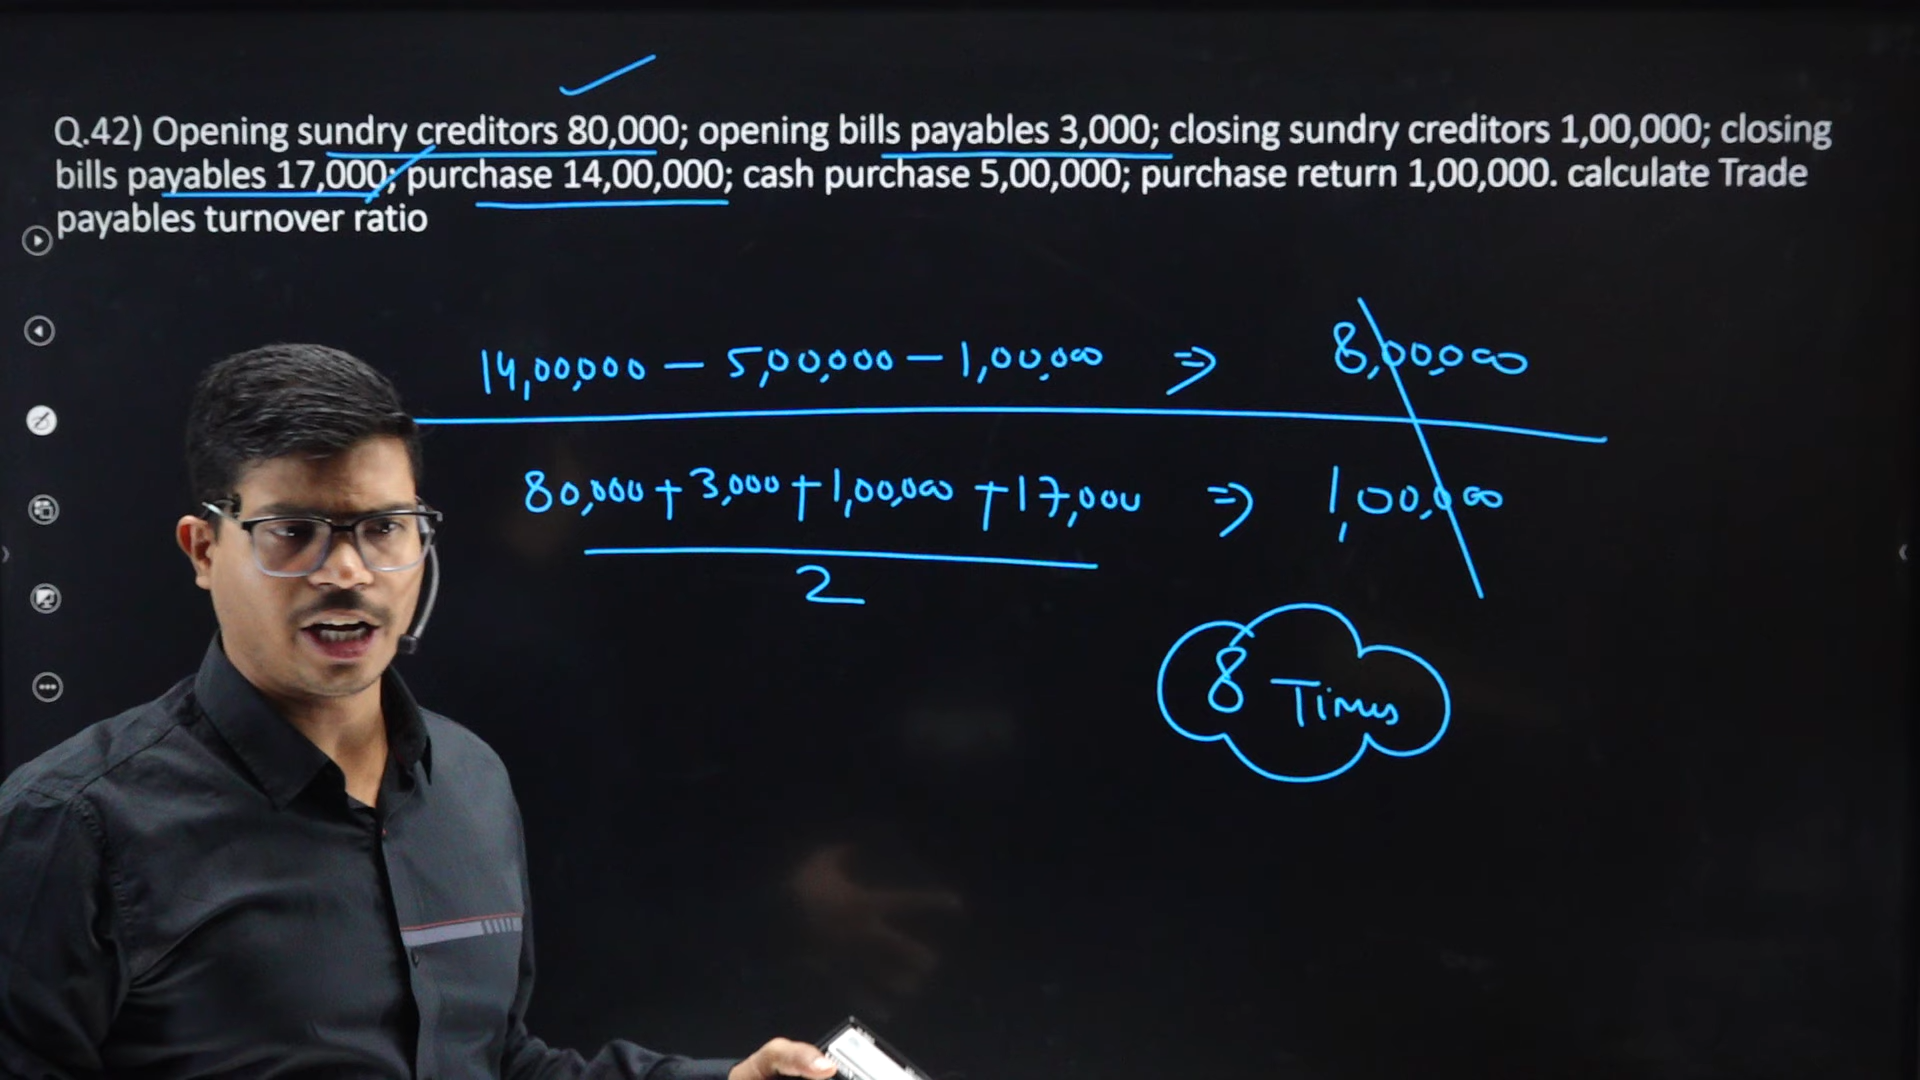 Q.42) Opening sundry creditors 80,000; opening bills payables 3,000; closing sundry creditors 1,00,000; closing
bills payables 17,000; purchase 14,00,000; cash purchase 5,00,000; purchase return 1,00,000. calculate Trade
payables turnover ratio
14,00,000 — 5,00,000 — 1,00,000 ⇒ 8,00,000
80,000 + 3,000 + 1,00,000 + 17,000 ⇒ 1,00,000
2
8 Times